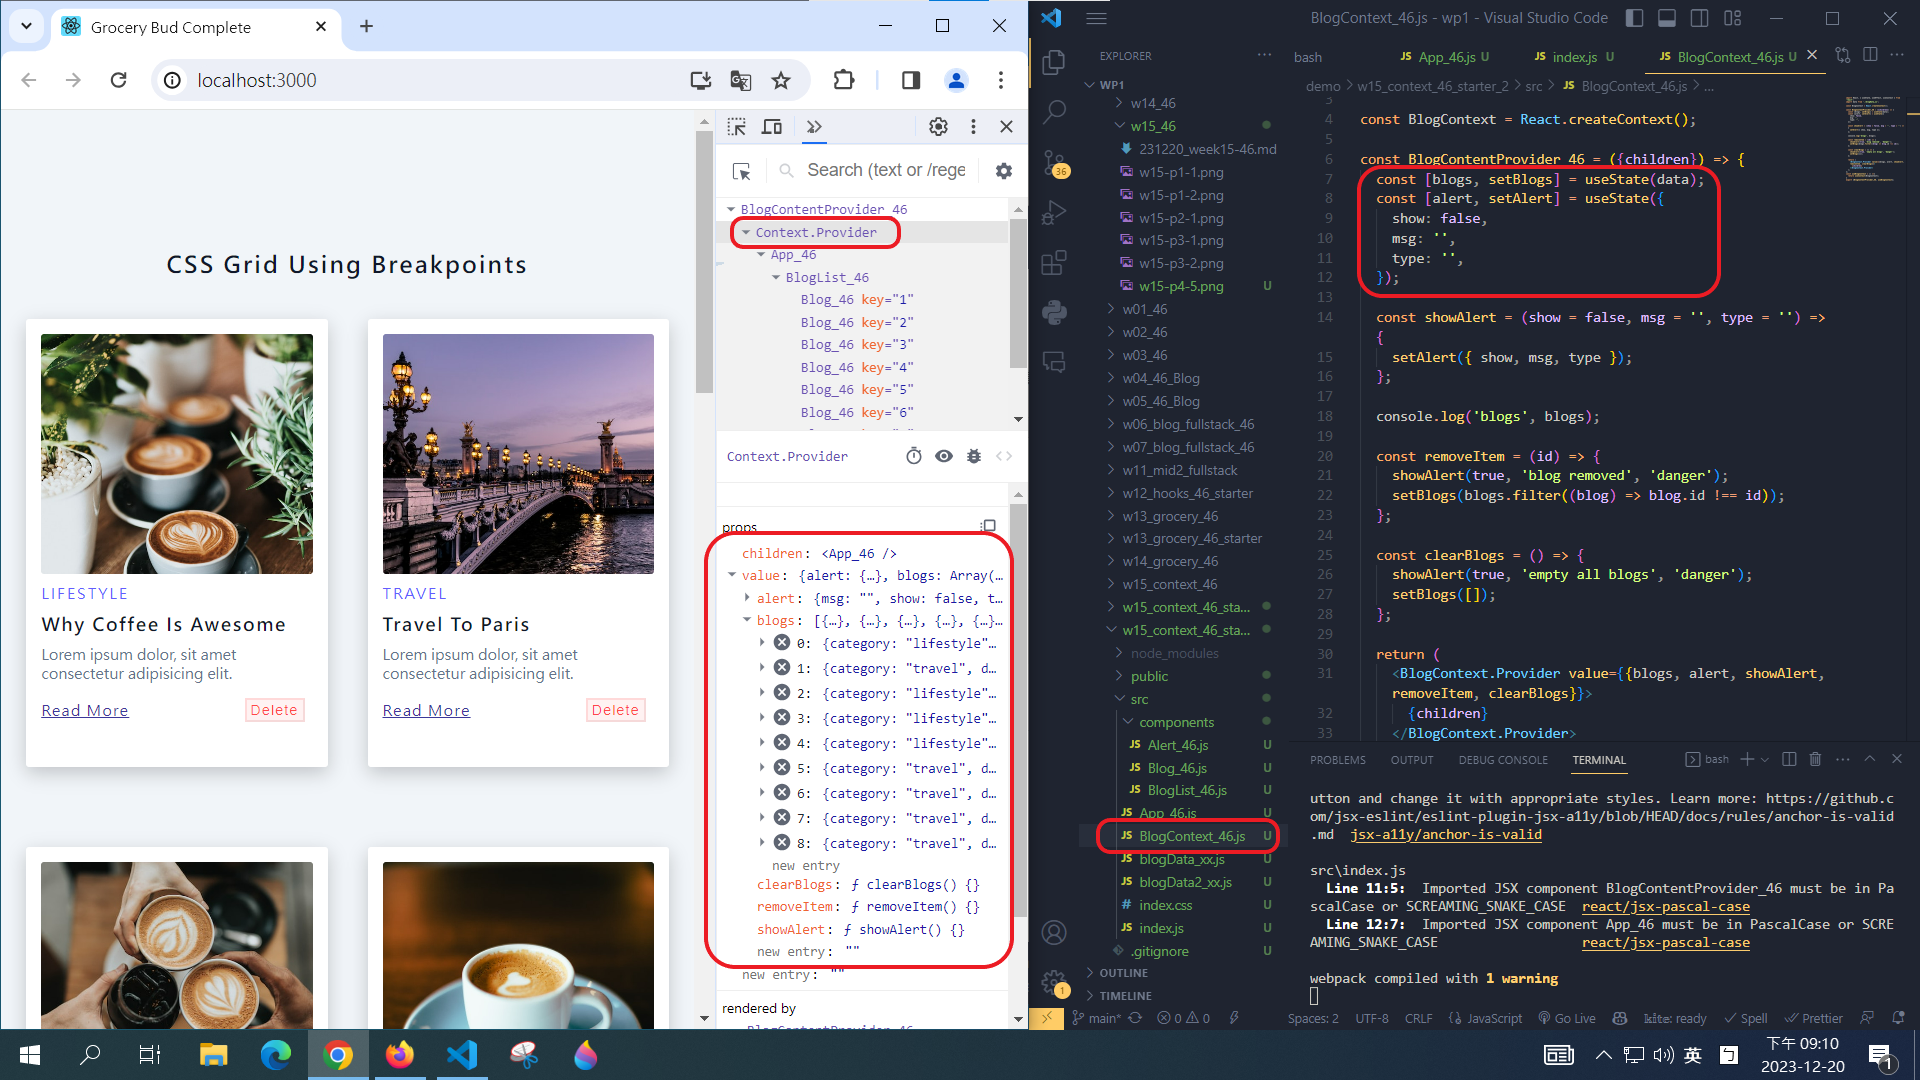 Grocery Bud Complete
localhost:3000
CSS Grid Using Breakpoints
LIFESTYLE
Why Coffee Is Awesome
Lorem ipsum dolor, sit amet
consectetur adipisicing elit.
Read More
Delete
TRAVEL
Travel To Paris
Lorem ipsum dolor, sit amet
consectetur adipisicing elit.
Read More
Delete
Search (text or /rege
BlogContentProvider_46
Context.Provider
App_46
BlogList_46
Blog_46 key="1"
Blog_46 key="2"
Blog_46 key="3"
Blog_46 key="4"
Blog_46 key="5"
Blog_46 key="6"
Context.Provider
props
children: <App_46 />
value: {alert: {…}, blogs: Array(…
alert: {msg: "", show: false, t…
blogs: [{…}, {…}, {…}, {…}, {…}…
0: {category: "lifestyle"…
1: {category: "travel", d…
2: {category: "lifestyle"…
3: {category: "lifestyle"…
4: {category: "lifestyle"…
5: {category: "travel", d…
6: {category: "travel", d…
7: {category: "travel", d…
8: {category: "travel", d…
new entry
clearBlogs: ƒ clearBlogs() {}
removeItem: ƒ removeItem() {}
showAlert: ƒ showAlert() {}
new entry: ""
new entry: ""
rendered by
BlogContentProvider_46
BlogContext_46.js - wp1 - Visual Studio Code
EXPLORER
WP1
w14_46
w15_46
231220_week15-46.md
w15-p1-1.png
w15-p1-2.png
w15-p2-1.png
w15-p3-1.png
w15-p3-2.png
w15-p4-5.png U
w01_46
w02_46
w03_46
w04_46_Blog
w05_46_Blog
w06_blog_fullstack_46
w07_blog_fullstack_46
w11_mid2_fullstack
w12_hooks_46_starter
w13_grocery_46
w13_grocery_46_starter
w14_grocery_46
w15_context_46
w15_context_46_sta...
w15_context_46_sta...
node_modules
public
src
components
JS Alert_46.js U
JS Blog_46.js U
JS BlogList_46.js U
JS App_46.js U
JS BlogContext_46.js U
JS blogData_xx.js U
JS blogData2_xx.js U
# index.css U
JS index.js U
.gitignore U
OUTLINE
TIMELINE
36
1
bash
JS App_46.js U
JS index.js U
JS BlogContext_46.js U
demo > w15_context_46_starter_2 > src > JS BlogContext_46.js > ...
3
4 const BlogContext = React.createContext();
5
6 const BlogContentProvider_46 = ({children}) => {
7 const [blogs, setBlogs] = useState(data);
8 const [alert, setAlert] = useState({
9 show: false,
10 msg: '',
11 type: '',
12 });
13
14 const showAlert = (show = false, msg = '', type = '') =>
{
15 setAlert({ show, msg, type });
16 };
17
18 console.log('blogs', blogs);
19
20 const removeItem = (id) => {
21 showAlert(true, 'blog removed', 'danger');
22 setBlogs(blogs.filter((blog) => blog.id !== id));
23 };
24
25 const clearBlogs = () => {
26 showAlert(true, 'empty all blogs', 'danger');
27 setBlogs([]);
28 };
29
30 return (
31 <BlogContext.Provider value={{blogs, alert, showAlert,
removeItem, clearBlogs}}>
32 {children}
33 </BlogContext.Provider>
PROBLEMS OUTPUT DEBUG CONSOLE TERMINAL
bash
utton and change it with appropriate styles. Learn more: https://github.c
om/jsx-eslint/eslint-plugin-jsx-a11y/blob/HEAD/docs/rules/anchor-is-valid
.md jsx-a11y/anchor-is-valid
src\index.js
Line 11:5: Imported JSX component BlogContentProvider_46 must be in Pa
scalCase or SCREAMING_SNAKE_CASE react/jsx-pascal-case
Line 12:7: Imported JSX component App_46 must be in PascalCase or SCRE
AMING_SNAKE_CASE react/jsx-pascal-case
webpack compiled with 1 warning
main* 0 0 Spaces: 2 UTF-8 CRLF JavaScript Go Live kite: ready Spell Prettier
英
ㄅ
下午 09:10
2023-12-20
1